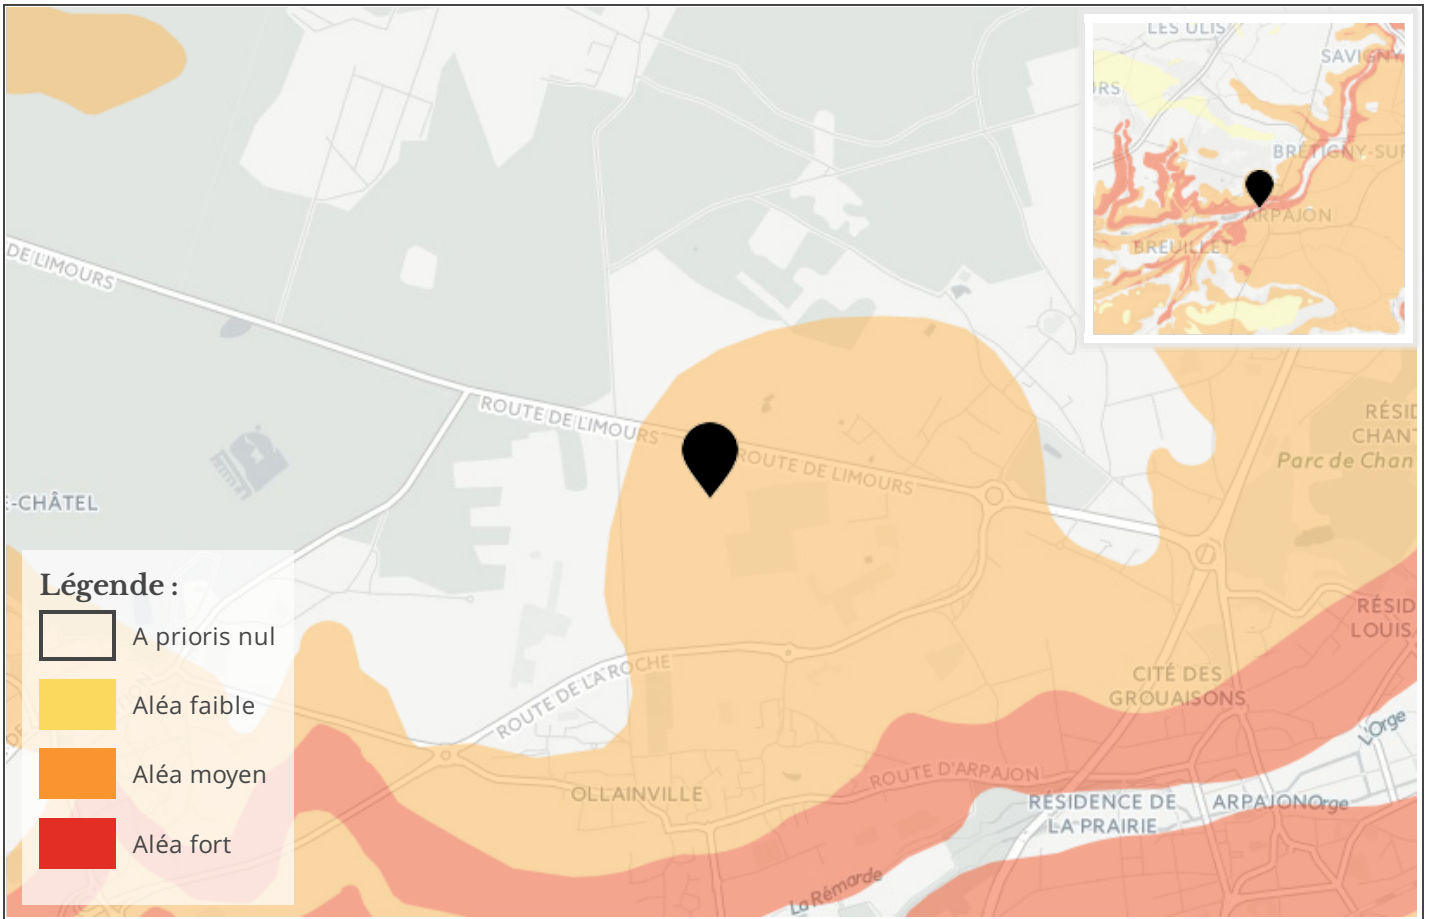 LES ULIS
SAVIGNY
URS
BRÉTIGNY-SUR
ARPAJON
BREUILLET
DE LIMOURS
ROUTE DE LIMOURS
ROUTE DE LIMOURS
RÉSID
CHANT
Parc de Chan
E-CHÂTEL
Légende :
A prioris nul
Aléa faible
Aléa moyen
Aléa fort
RÉSID
LOUIS
ROUTE DE LA ROCHE
CITÉ DES
GROUAISONS
L'Orge
ROUTE D'ARPAJON
OLLAINVILLE
RÉSIDENCE DE
LA PRAIRIE
ARPAJON
Orge
La Rémarde